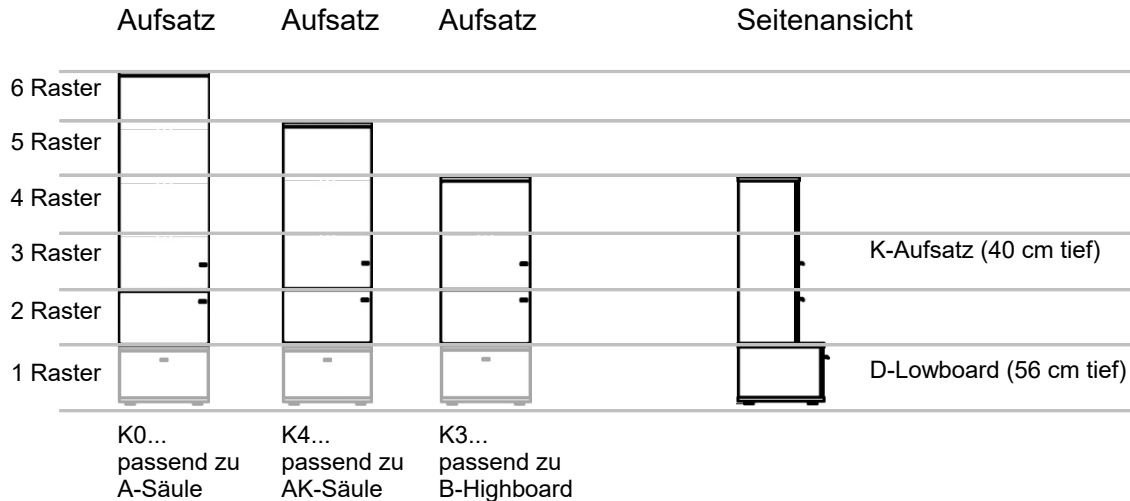 Aufsatz Aufsatz Aufsatz Seitenansicht
6 Raster
5 Raster
4 Raster
3 Raster K-Aufsatz (40 cm tief)
2 Raster
1 Raster D-Lowboard (56 cm tief)
K0... K4... K3...
passend zu passend zu passend zu
A-Säule AK-Säule B-Highboard